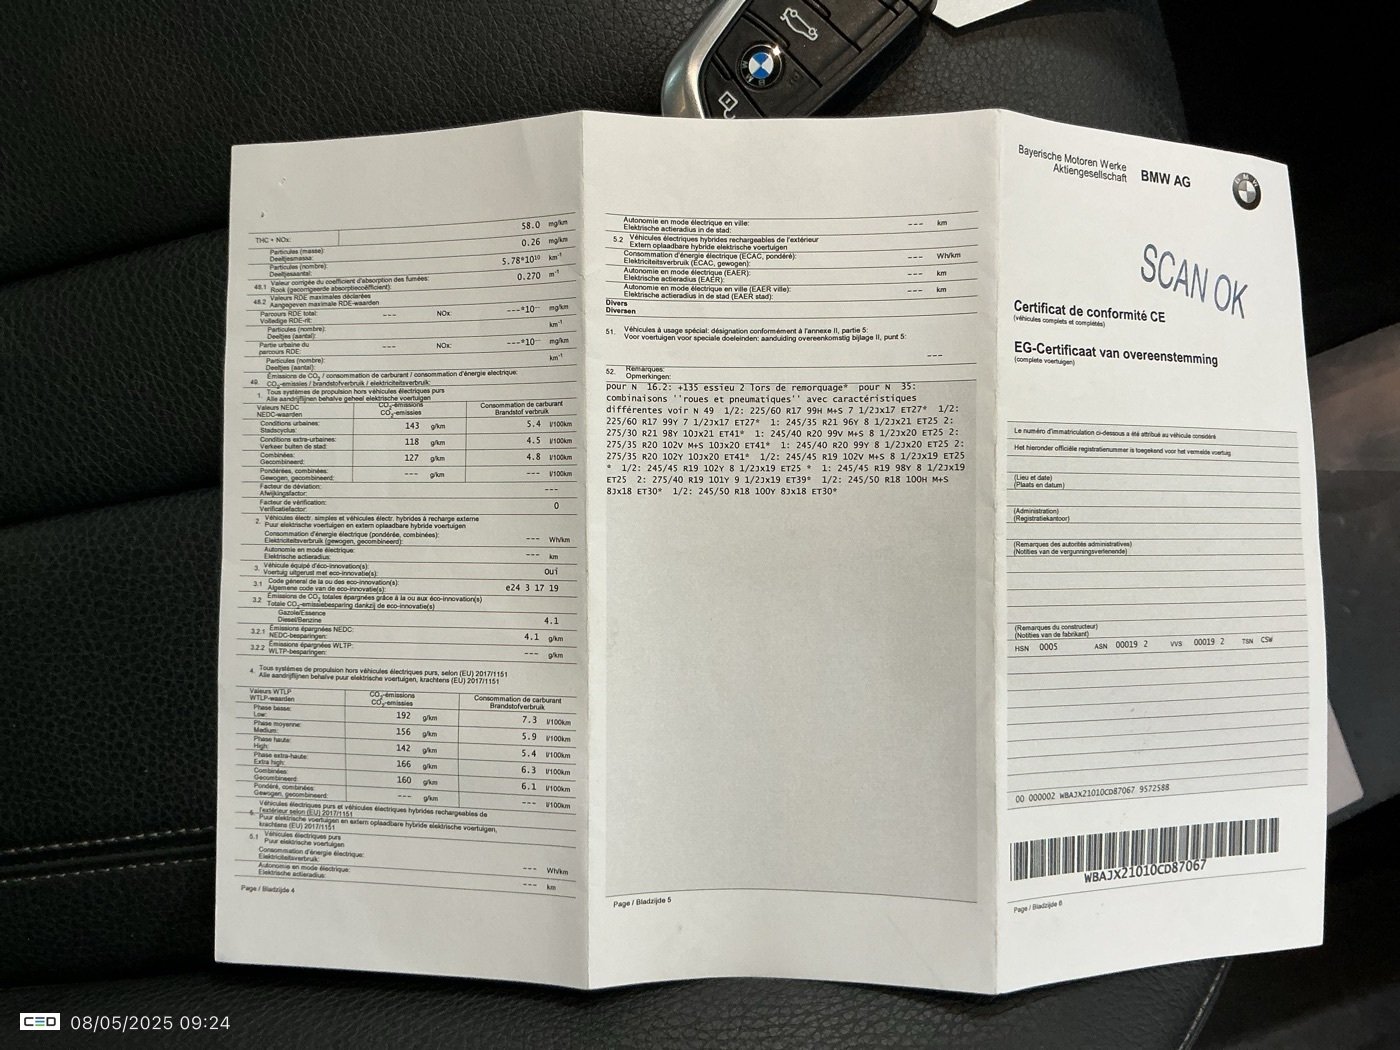 THC + NOx: 58.0 mg/km
Particules (masse): 0.26 mg/km
Deeltjesmassa:
Particules (nombre): 5.78*10¹⁰ km⁻¹
Deeltjesaantal:
48.1 Valeur corrigée du coefficient d'absorption des fumées: 0.270 m⁻¹
Rook (gecorrigeerde absorptiecoëfficiënt):
48.2 Valeurs RDE maximales déclarées
Aangegeven maximale RDE-waarden
Parcours RDE total: --- NOx: ---*10⁻⁻ mg/km
Volledige RDE-rit:
Particules (nombre): km⁻¹
Deeltjes (aantal):
Partie urbaine du --- NOx: ---*10⁻⁻ mg/km
parcours RDE:
Particules (nombre): km⁻¹
Deeltjes (aantal):
49. Émissions de CO₂ / consommation de carburant / consommation d'énergie électrique:
CO₂-emissies / brandstofverbruik / elektriciteitsverbruik:
1. Tous systèmes de propulsion hors véhicules électriques purs
Alle aandrijflijnen behalve geheel elektrische voertuigen
Valeurs NEDC CO₂-émissions Consommation de carburant
NEDC-waarden CO₂-emissies Brandstof verbruik
Conditions urbaines: 143 g/km 5.4 l/100km
Stadscyclus:
Conditions extra-urbaines: 118 g/km 4.5 l/100km
Verkeer buiten de stad:
Combinées: 127 g/km 4.8 l/100km
Gecombineerd:
Pondérées, combinées: --- g/km --- l/100km
Gewogen, gecombineerd:
Facteur de déviation: ---
Afwijkingsfactor:
Facteur de vérification: 0
Verificatiefactor:
2. Véhicules électr. simples et véhicules électr. hybrides à recharge externe
Puur elektrische voertuigen en extern oplaadbare hybride elektrische voertuigen
Consommation d'énergie électrique (pondérée, combinées): --- Wh/km
Elektriciteitsverbruik (gewogen, gecombineerd):
Autonomie en mode électrique: --- km
Elektrische actieradius:
3. Véhicule équipé d'éco-innovation(s): Oui
Voertuig uitgerust met eco-innovatie(s):
3.1 Code général de la ou des eco-innovation(s): e24 3 17 19
Algemene code van de eco-innovatie(s):
3.2 Émissions de CO₂ totales épargnées grâce à la ou aux éco-innovation(s)
Totale CO₂-emissiebesparing dankzij de eco-innovatie(s)
Gazole/Essence 4.1
Diesel/Benzine
3.2.1 Émissions épargnées NEDC: 4.1 g/km
NEDC-besparingen:
3.2.2 Émissions épargnées WLTP: --- g/km
WLTP-besparingen:
4. Tous systèmes de propulsion hors véhicules électriques purs, selon (EU) 2017/1151
Alle aandrijflijnen behalve puur elektrische voertuigen, krachtens (EU) 2017/1151
Valeurs WTLP CO₂-émissions Consommation de carburant
WTLP-waarden CO₂-emissies Brandstofverbruik
Phase basse: 192 g/km 7.3 l/100km
Low:
Phase moyenne: 156 g/km 5.9 l/100km
Medium:
Phase haute: 142 g/km 5.4 l/100km
High:
Phase extra-haute: 166 g/km 6.3 l/100km
Extra high:
Combinées: 160 g/km 6.1 l/100km
Gecombineerd:
Pondéré, combinées: --- g/km --- l/100km
Gewogen, gecombineerd:
5. Véhicules électriques purs et véhicules électriques hybrides rechargeables de
l'extérieur selon (EU) 2017/1151
Puur elektrische voertuigen en extern oplaadbare hybride elektrische voertuigen,
krachtens (EU) 2017/1151
5.1 Véhicules électriques purs
Puur elektrische voertuigen
Consommation d'énergie électrique: --- Wh/km
Elektriciteitsverbruik:
Autonomie en mode électrique: --- km
Elektrische actieradius:
Page / Bladzijde 4
Autonomie en mode électrique en ville: --- km
Elektrische actieradius in de stad:
5.2 Véhicules électriques hybrides rechargeables de l'extérieur
Extern oplaadbare hybride elektrische voertuigen
Consommation d'énergie électrique (ECAC, pondéré): --- Wh/km
Elektriciteitsverbruik (ECAC, gewogen):
Autonomie en mode électrique (EAER): --- km
Elektrische actieradius (EAER):
Autonomie en mode électrique en ville (EAER ville): --- km
Elektrische actieradius in de stad (EAER stad):
Divers
Diversen
51. Véhicules à usage spécial: désignation conformément à l'annexe II, partie 5:
Voor voertuigen voor speciale doeleinden: aanduiding overeenkomstig bijlage II, punt 5:
---
52. Remarques:
Opmerkingen:
pour N 16.2: +135 essieu 2 lors de remorquage* pour N 35:
combinaisons ''roues et pneumatiques'' avec caractéristiques
différentes voir N 49 1/2: 225/60 R17 99H M+S 7 1/2Jx17 ET27* 1/2:
225/60 R17 99Y 7 1/2Jx17 ET27* 1: 245/35 R21 96Y 8 1/2Jx21 ET25 2:
275/30 R21 98Y 10Jx21 ET41* 1: 245/40 R20 99V M+S 8 1/2Jx20 ET25 2:
275/35 R20 102V M+S 10Jx20 ET41* 1: 245/40 R20 99Y 8 1/2Jx20 ET25 2:
275/35 R20 102Y 10Jx20 ET41* 1/2: 245/45 R19 102V M+S 8 1/2Jx19 ET25
* 1/2: 245/45 R19 102Y 8 1/2Jx19 ET25 * 1: 245/45 R19 98Y 8 1/2Jx19
ET25 2: 275/40 R19 101Y 9 1/2Jx19 ET39* 1/2: 245/50 R18 100H M+S
8Jx18 ET30* 1/2: 245/50 R18 100Y 8Jx18 ET30*
Page / Bladzijde 5
Bayerische Motoren Werke
Aktiengesellschaft BMW AG
SCAN OK
Certificat de conformité CE
(véhicules complets et complétés)
EG-Certificaat van overeenstemming
(complete voertuigen)
Le numéro d'immatriculation ci-dessous a été attribué au véhicule considéré
Het hieronder officiële registratienummer is toegekend voor het vermelde voertuig
(Lieu et date)
(Plaats en datum)
(Administration)
(Registratiekantoor)
(Remarques des autorités administratives)
(Notities van de vergunningsverlenende)
(Remarques du constructeur)
(Notities van de fabrikant)
HSN 0005 ASN 00019 2 VVS 00019 2 TSN CSW
00 000002 WBAJX21010CD87067 9572588
WBAJX21010CD87067
Page / Bladzijde 6
CED 08/05/2025 09:24